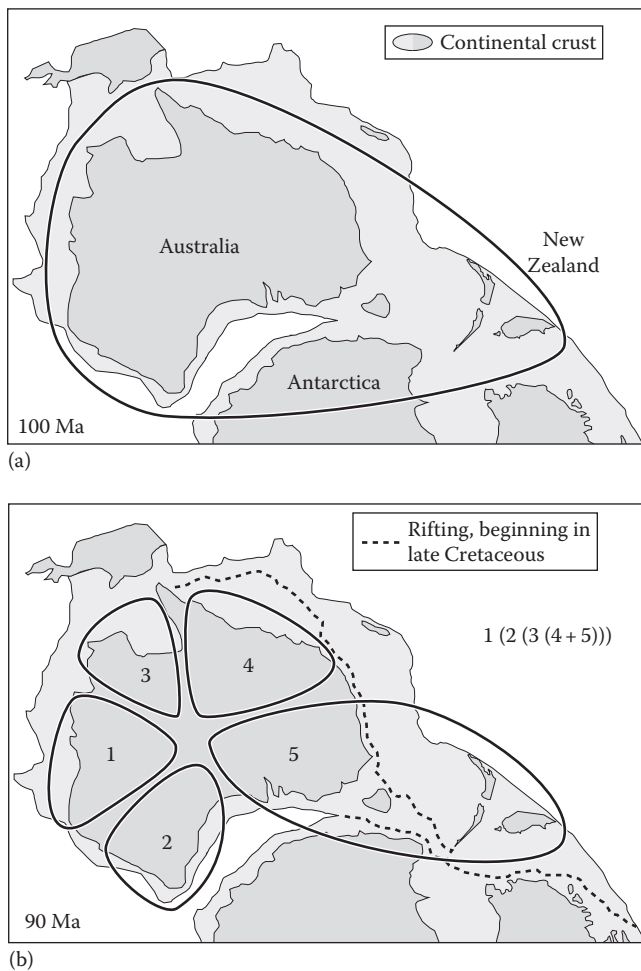 Continental crust
Australia
New
Zealand
Antarctica
100 Ma
(a)
Rifting, beginning in
late Cretaceous
1 (2 (3 (4 + 5)))
3
4
1
5
2
90 Ma
(b)